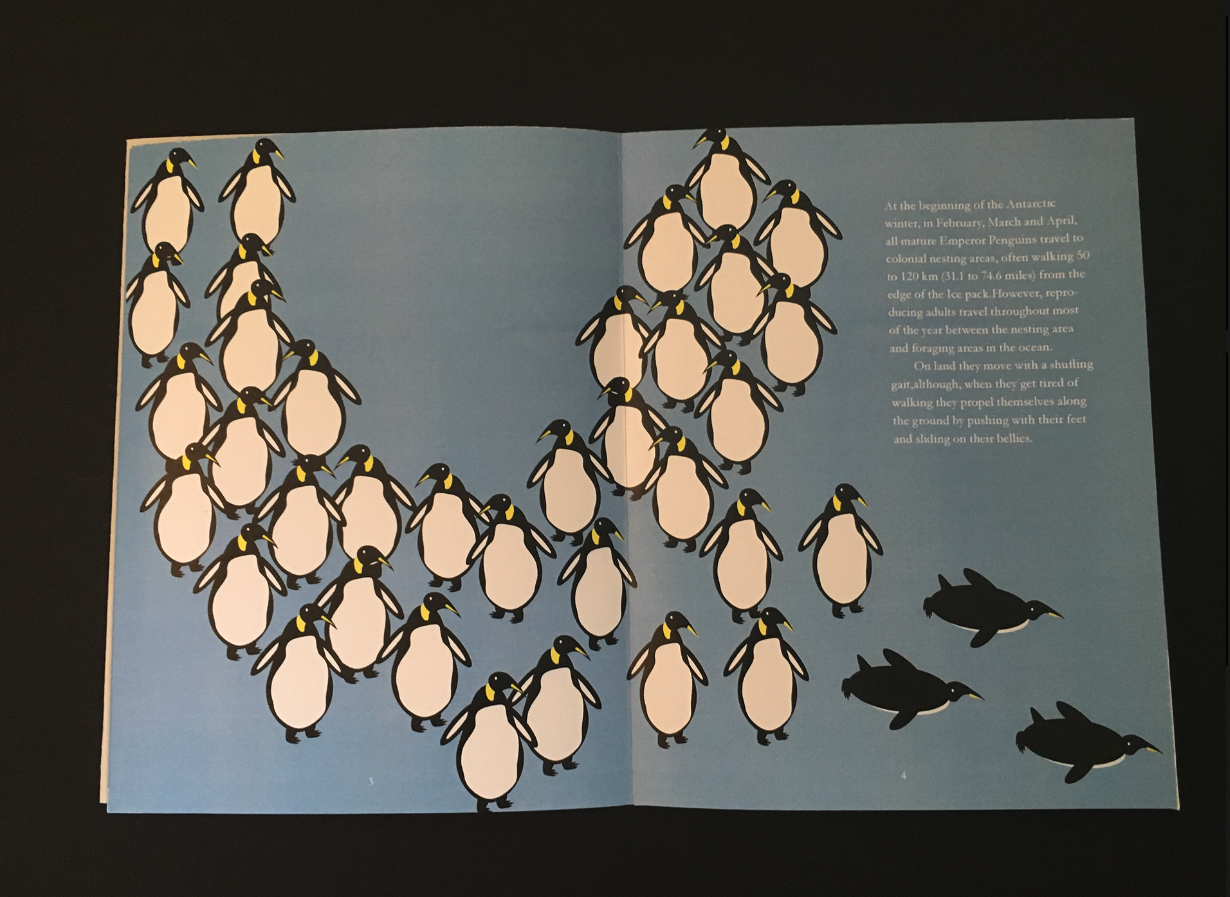 At the beginning of the Antarctic
winter, in February, March and April,
all mature Emperor Penguins travel to
colonial nesting areas, often walking 50
to 120 km (31.1 to 74.6 miles) from the
edge of the Ice pack.However, repro-
ducing adults travel throughout most
of the year between the nesting area
and foraging areas in the ocean.
On land they move with a shuffling
gait,although, when they get tired of
walking they propel themselves along
the ground by pushing with their feet
and sliding on their bellies.
3
4